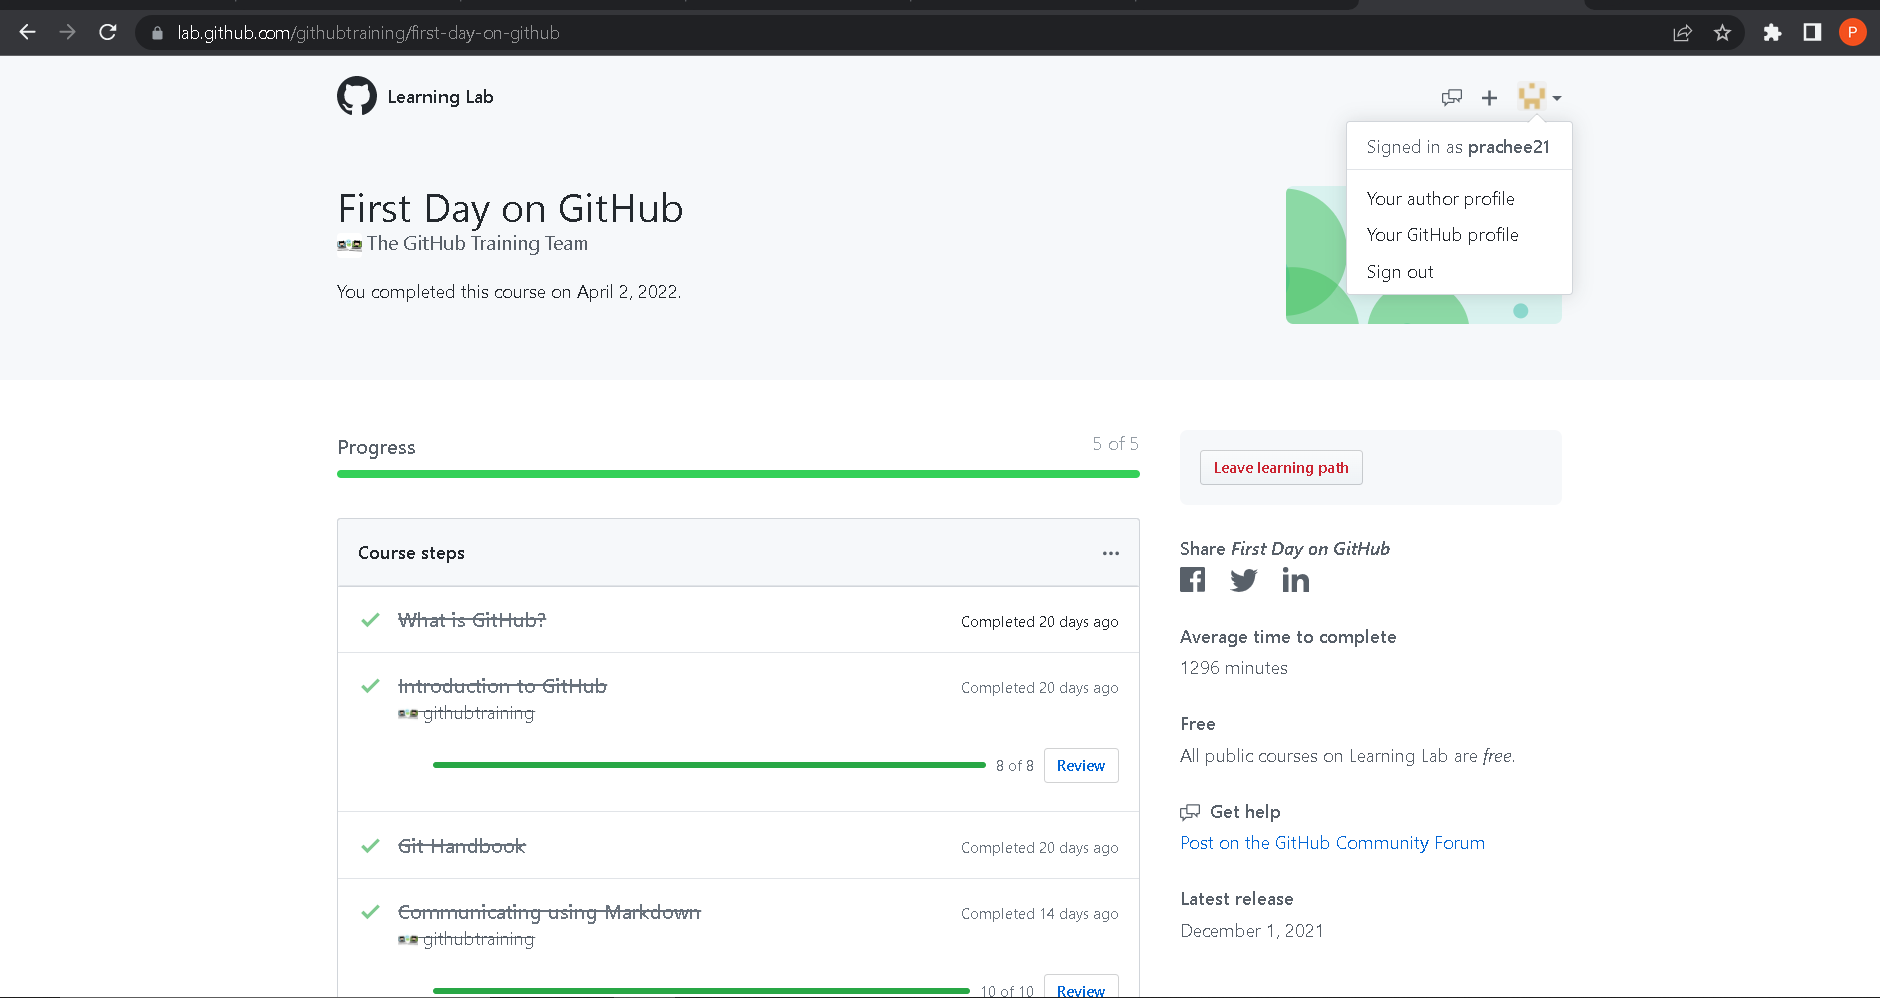 lab.github.com/githubtraining/first-day-on-github
P
Learning Lab
Signed in as prachee21
Your author profile
Your GitHub profile
Sign out
First Day on GitHub
The GitHub Training Team
You completed this course on April 2, 2022.
Progress
5 of 5
Leave learning path
Course steps
What is GitHub?
Completed 20 days ago
Introduction to GitHub
Completed 20 days ago
githubtraining
8 of 8
Review
Git Handbook
Completed 20 days ago
Communicating using Markdown
Completed 14 days ago
githubtraining
10 of 10
Review
Share First Day on GitHub
Average time to complete
1296 minutes
Free
All public courses on Learning Lab are free.
Get help
Post on the GitHub Community Forum
Latest release
December 1, 2021